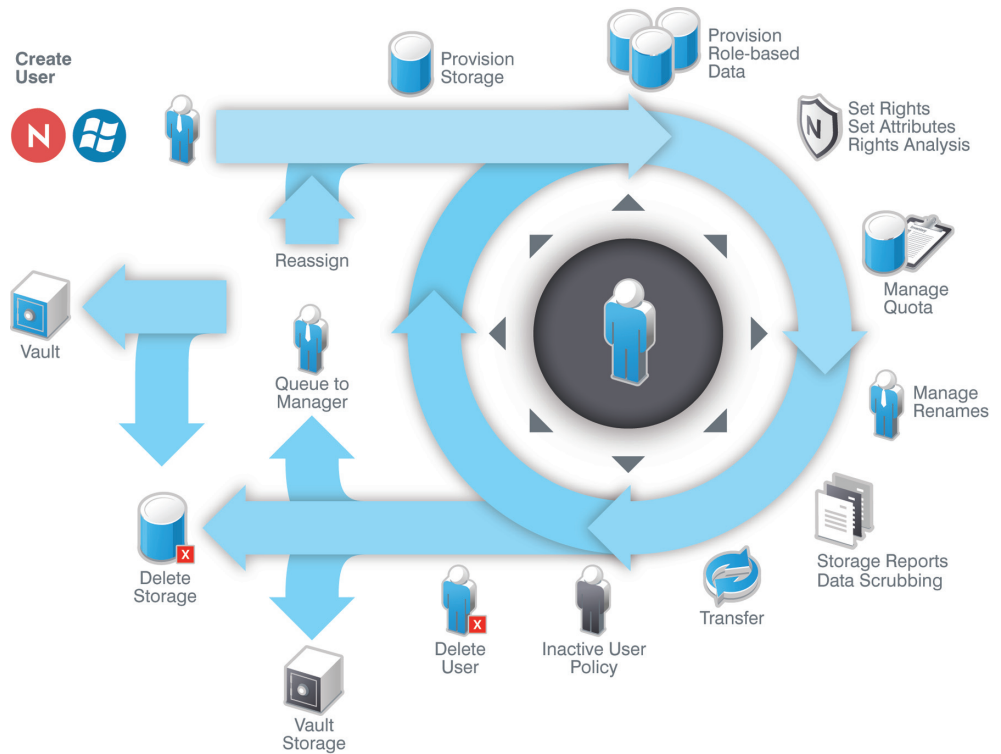 Create
User
N
Provision
Storage
Provision
Role-based
Data
N
Set Rights
Set Attributes
Rights Analysis
Reassign
Manage
Quota
Vault
Queue to
Manager
Manage
Renames
Delete
Storage
X
Storage Reports
Data Scrubbing
Transfer
X
Delete
User
Inactive User
Policy
Vault
Storage